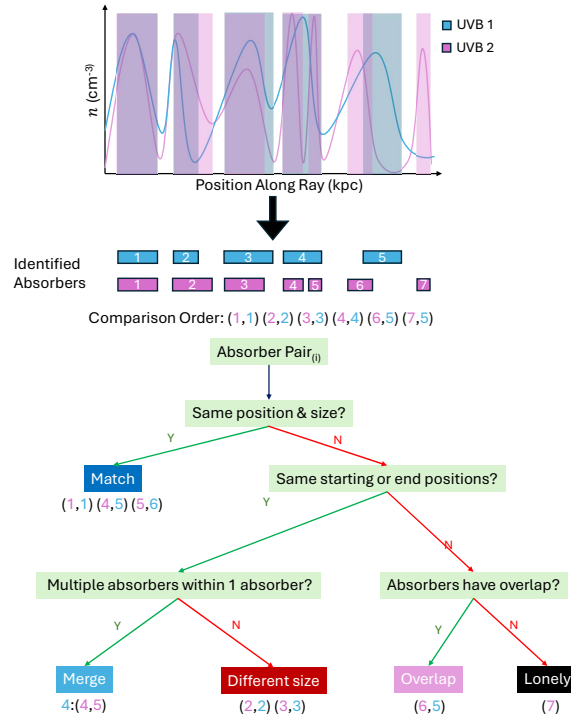 UVB 1
UVB 2
n (cm⁻³)
Position Along Ray (kpc)
Identified
Absorbers
1 2 3 4 5
1 2 3 4 5 6 7
Comparison Order: (1,1) (2,2) (3,3) (4,4) (6,5) (7,5)
Absorber Pair(i)
Same position & size?
Y N
Match
(1,1) (4,5) (5,6)
Same starting or end positions?
Y N
Multiple absorbers within 1 absorber?
Absorbers have overlap?
Y N Y N
Merge
Different size
Overlap
Lonely
4:(4,5)
(2,2) (3,3)
(6,5)
(7)